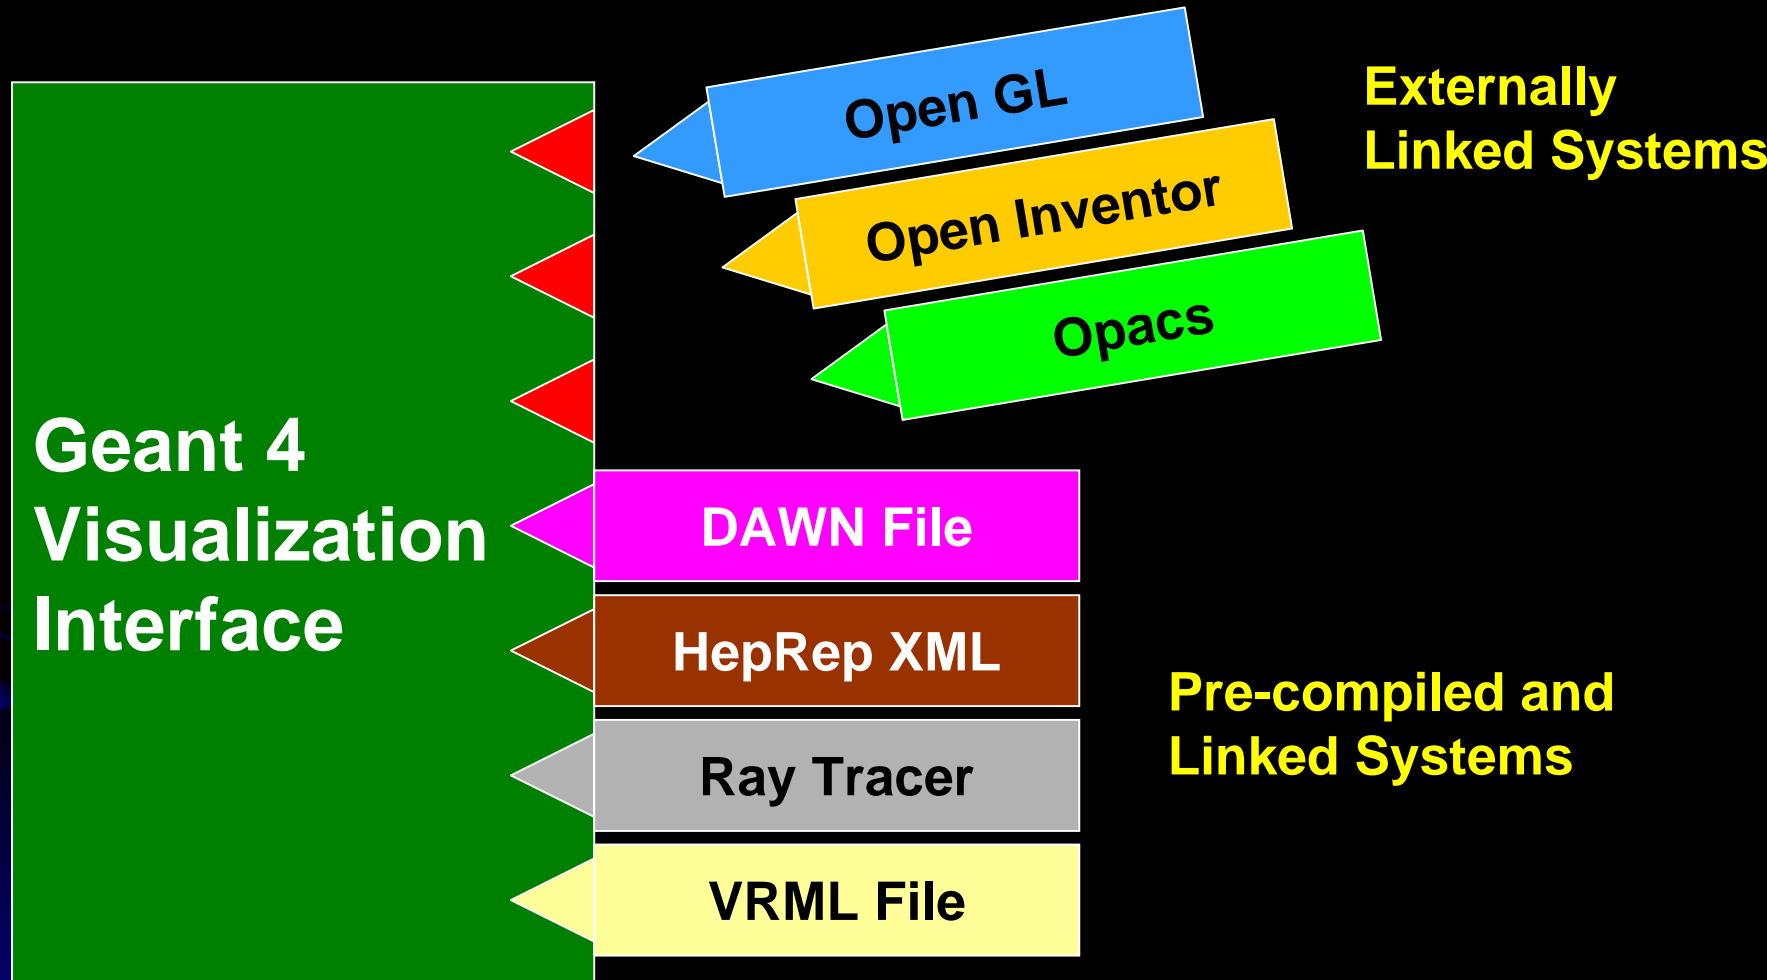 Open GL
Externally
Linked Systems
Open Inventor
Opacs
Geant 4
Visualization
Interface
DAWN File
HepRep XML
Ray Tracer
VRML File
Pre-compiled and
Linked Systems